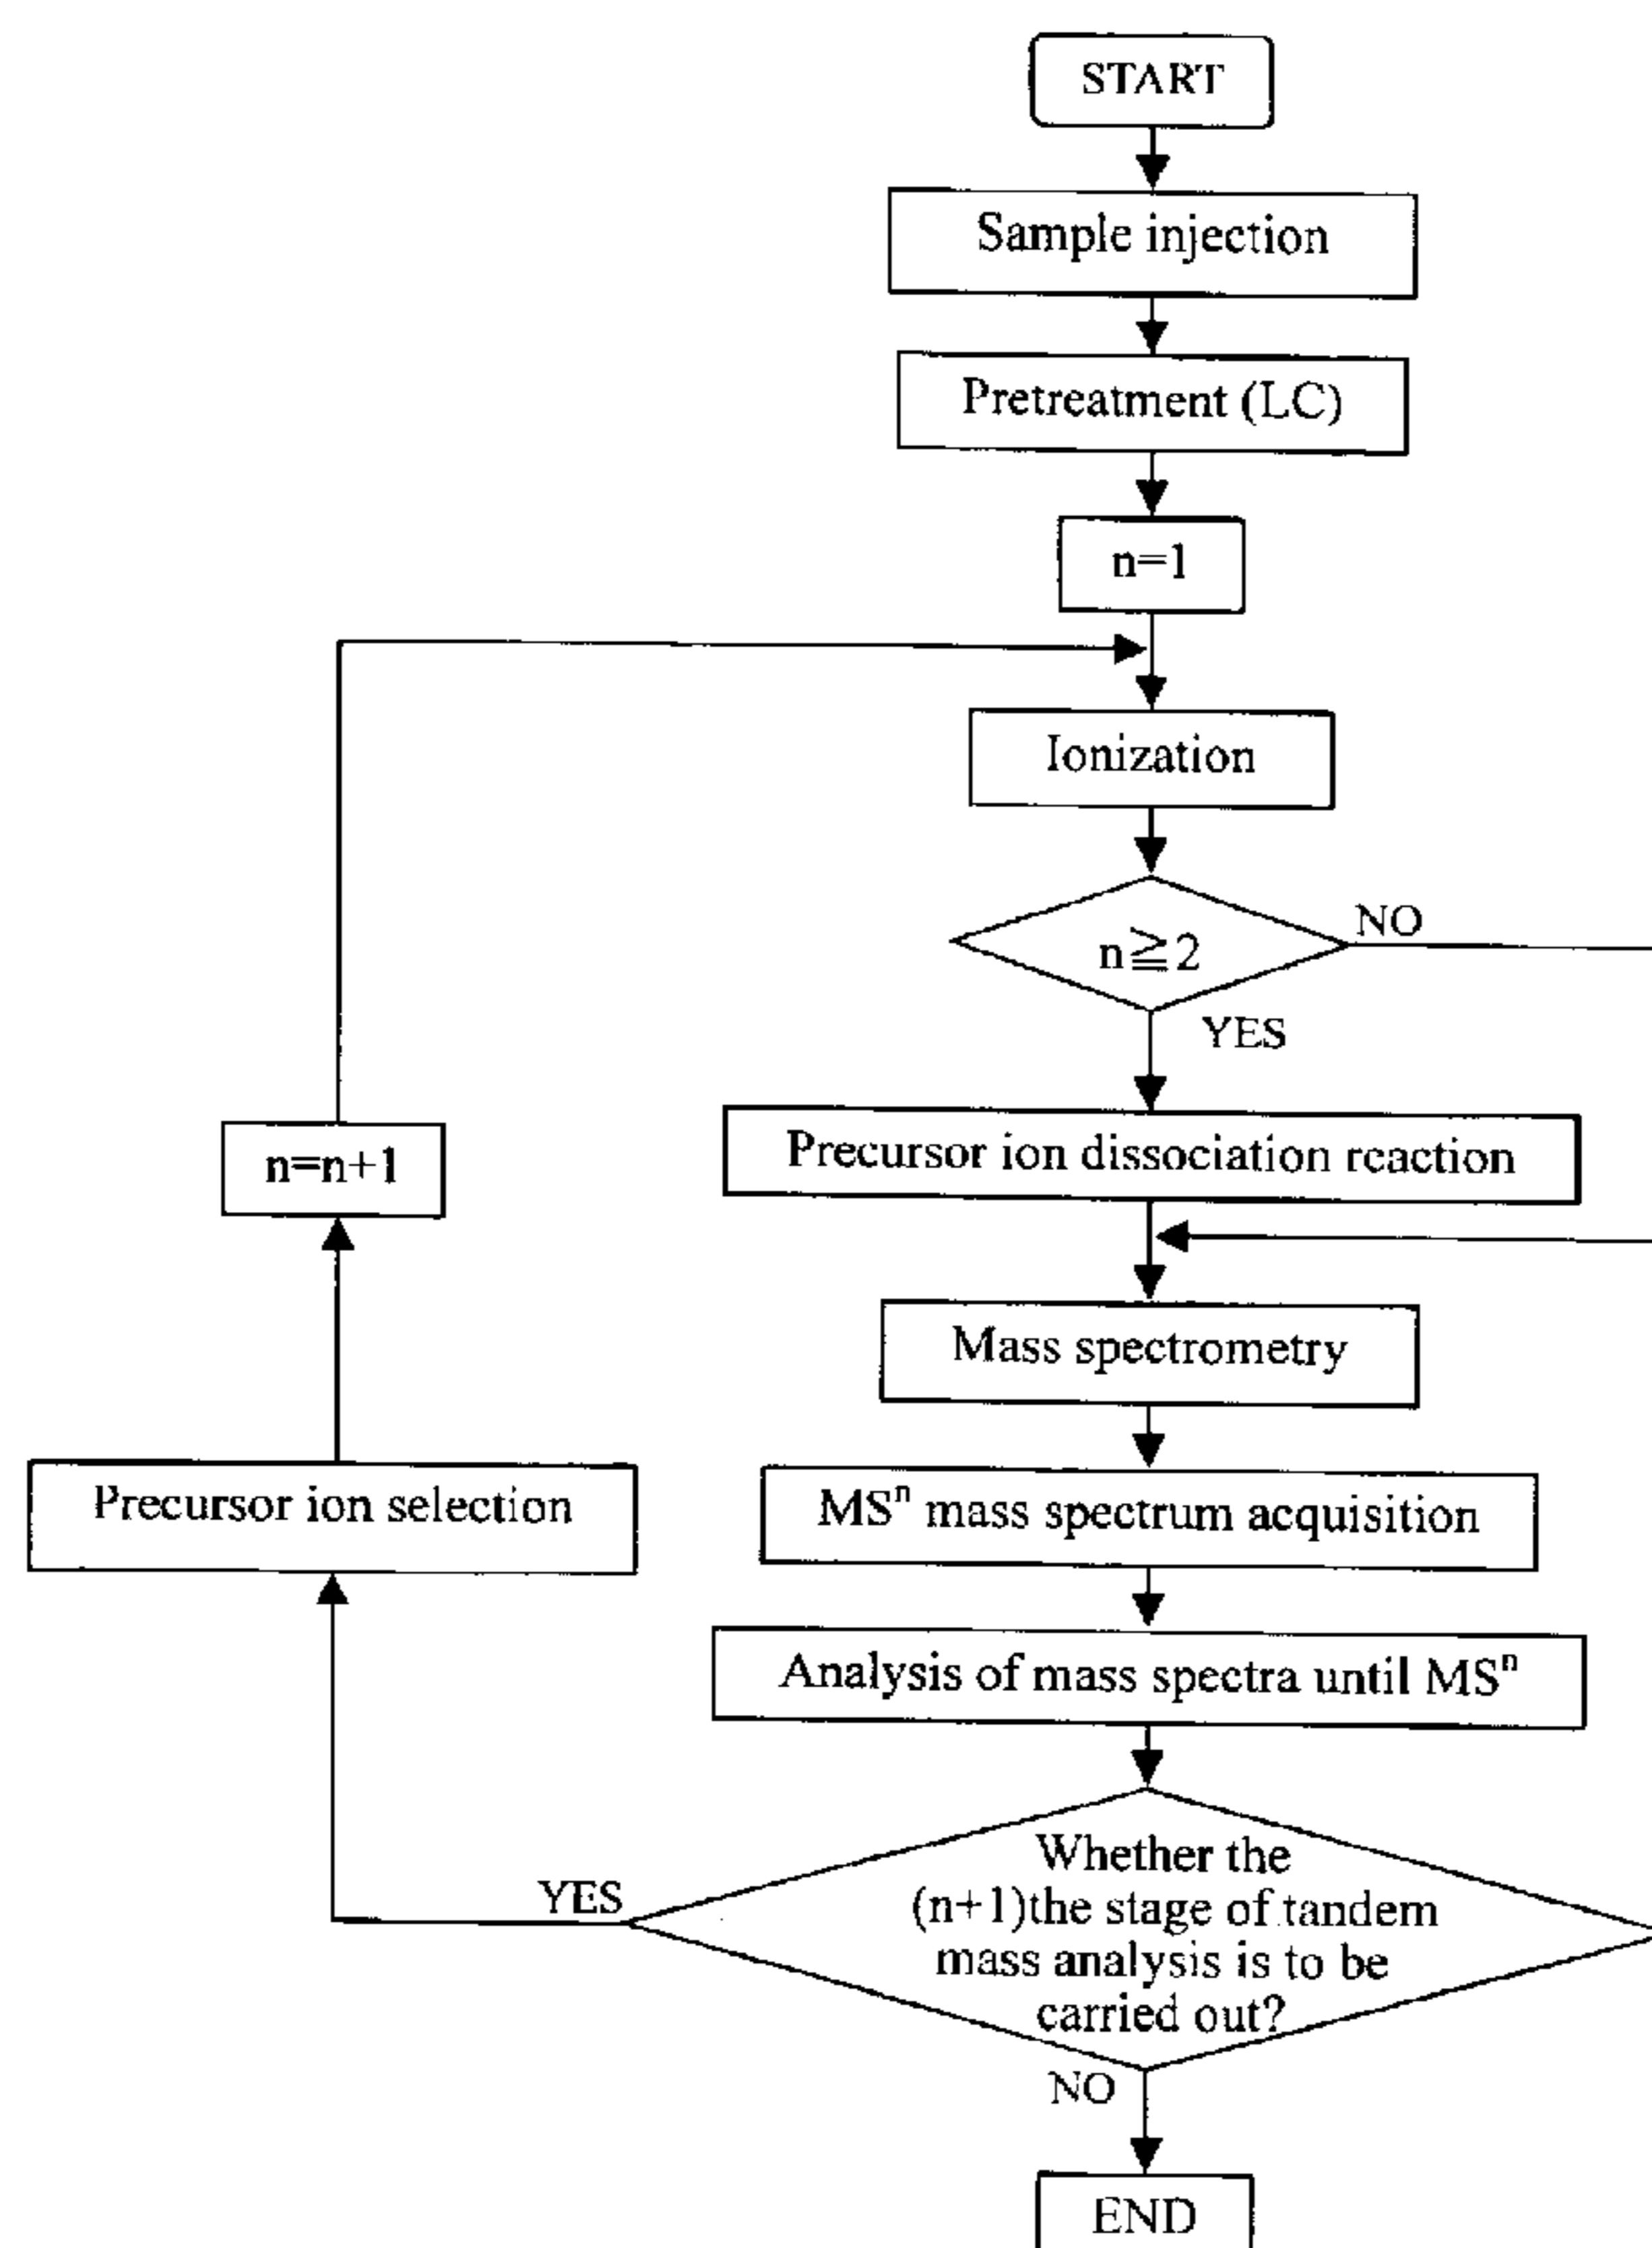 START
Sample injection
Pretreatment (LC)
n=1
Ionization
n≧2
NO
YES
Precursor ion dissociation reaction
n=n+1
Mass spectrometry
Precursor ion selection
MSⁿ mass spectrum acquisition
Analysis of mass spectra until MSⁿ
Whether the
(n+1)the stage of tandem
mass analysis is to be
carried out?
YES
NO
END